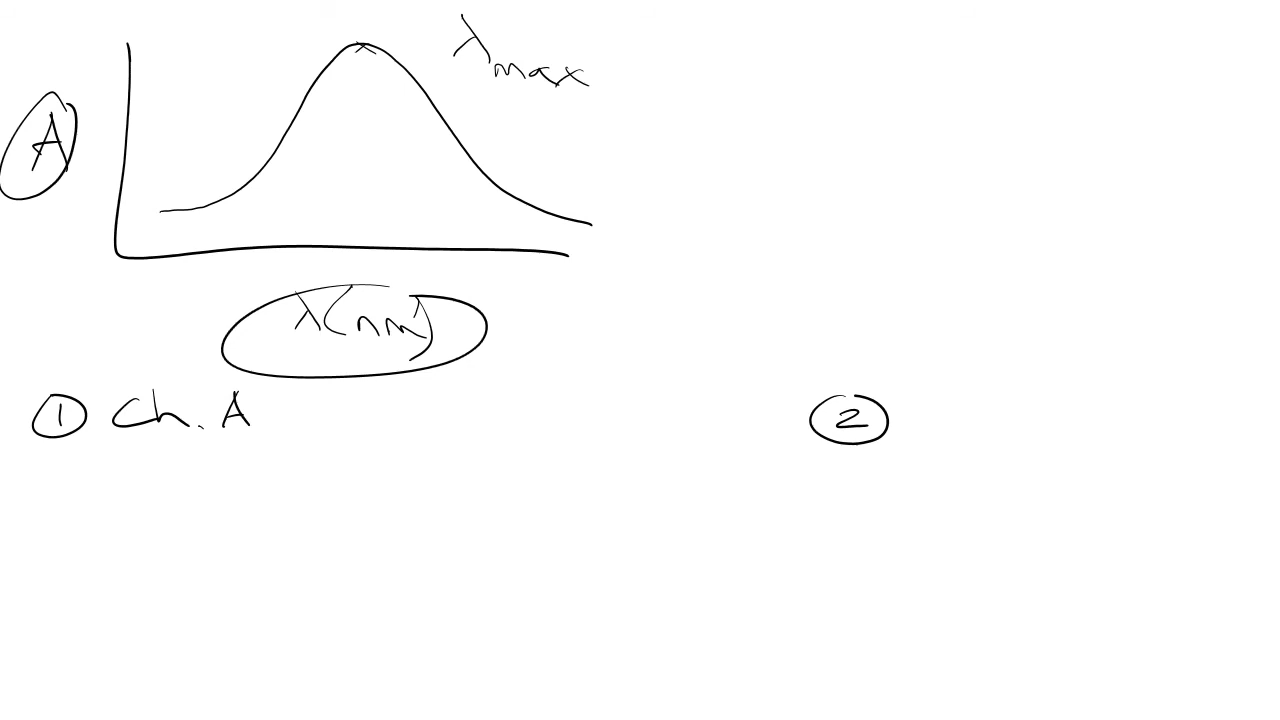 λmax
A
λ(nm)
① Ch. A
②